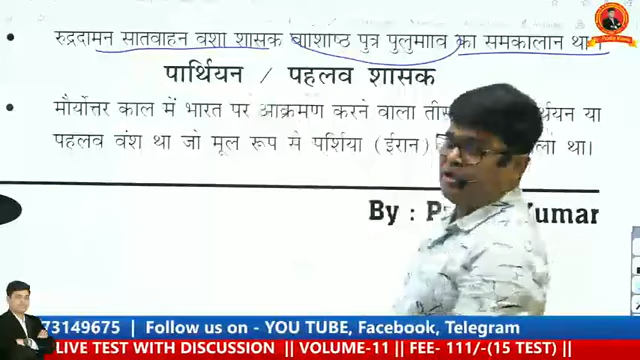 रुद्रदामन सातवाहन वंश शासक वाशिष्ठ पुत्र पुलुमावि का समकालीन था।
पार्थियन / पहलव शासक
मौर्योत्तर काल में भारत पर आक्रमण करने वाला या
पहलव वंश था जो मूल रूप से पर्शिया (ईरान) था।
By : Kumar
73149675 | Follow us on - YOU TUBE, Facebook, Telegram
LIVE TEST WITH DISCUSSION || VOLUME-11 || FEE- 111/-(15 TEST) ||